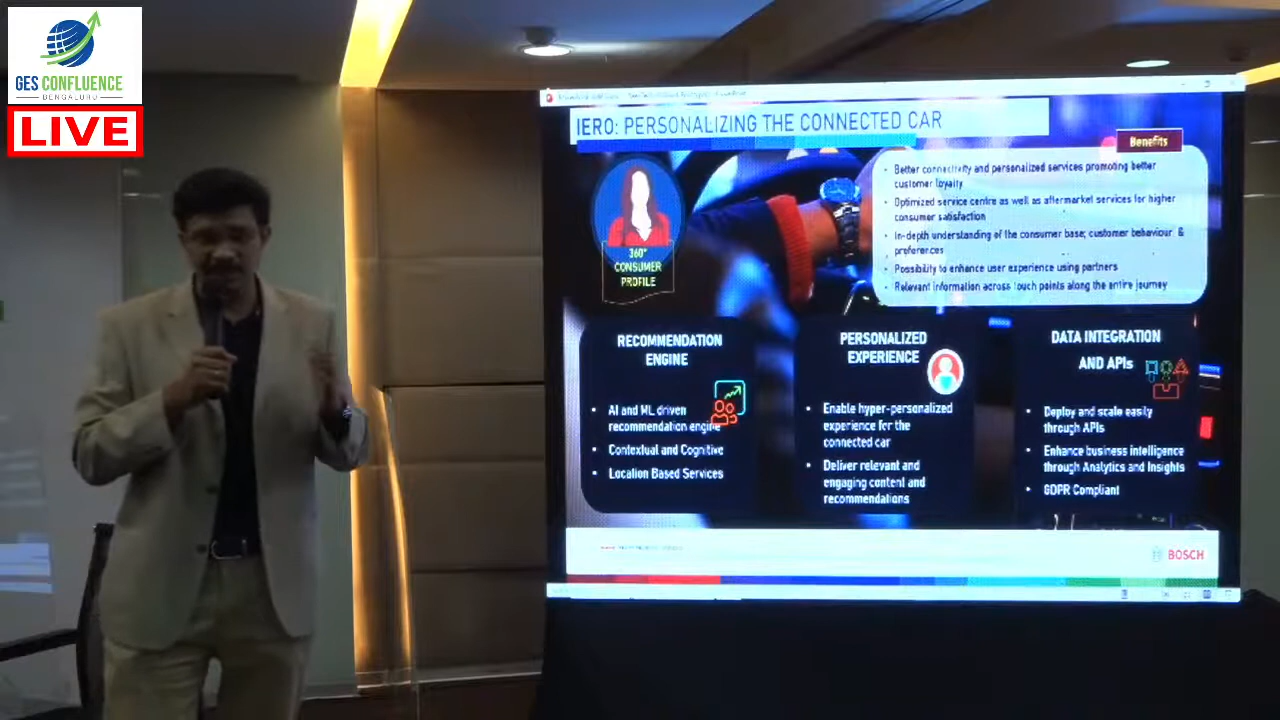 GES CONFLUENCE
BENGALURU
LIVE
IERO: PERSONALIZING THE CONNECTED CAR
Benefits
• Better connectivity and personalized services promoting better
customer loyalty
• Optimized service centre as well as aftermarket services for higher
consumer satisfaction
• In-depth understanding of the consumer base; customer behaviour &
preferences
• Possibility to enhance user experience using partners
• Relevant information across touch points along the entire journey
360°
CONSUMER
PROFILE
RECOMMENDATION
ENGINE
• AI and ML driven
recommendation engine
• Contextual and Cognitive
• Location Based Services
PERSONALIZED
EXPERIENCE
• Enable hyper-personalized
experience for the
connected car
• Deliver relevant and
engaging content and
recommendations
DATA INTEGRATION
AND APIs
• Deploy and scale easily
through APIs
• Enhance business intelligence
through Analytics and Insights
• GDPR Compliant
BOSCH